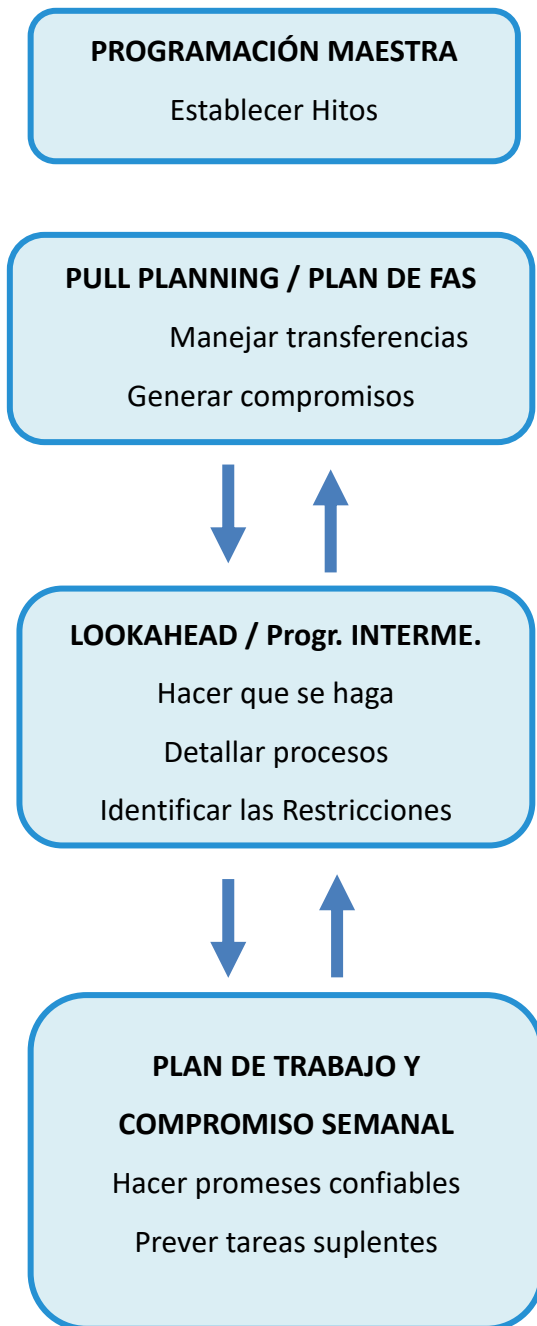 PROGRAMACIÓN MAESTRA
Establecer Hitos
PULL PLANNING / PLAN DE FAS
Manejar transferencias
Generar compromisos
LOOKAHEAD / Progr. INTERME.
Hacer que se haga
Detallar procesos
Identificar las Restricciones
PLAN DE TRABAJO Y
COMPROMISO SEMANAL
Hacer promeses confiables
Prever tareas suplentes